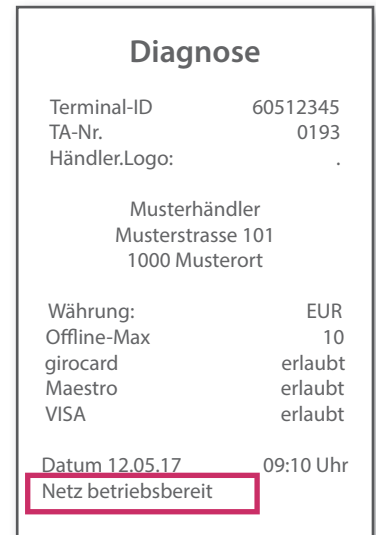 Diagnose
Terminal-ID 60512345
TA-Nr. 0193
Händler.Logo: .
Musterhändler
Musterstrasse 101
1000 Musterort
Währung: EUR
Offline-Max 10
girocard erlaubt
Maestro erlaubt
VISA erlaubt
Datum 12.05.17 09:10 Uhr
Netz betriebsbereit